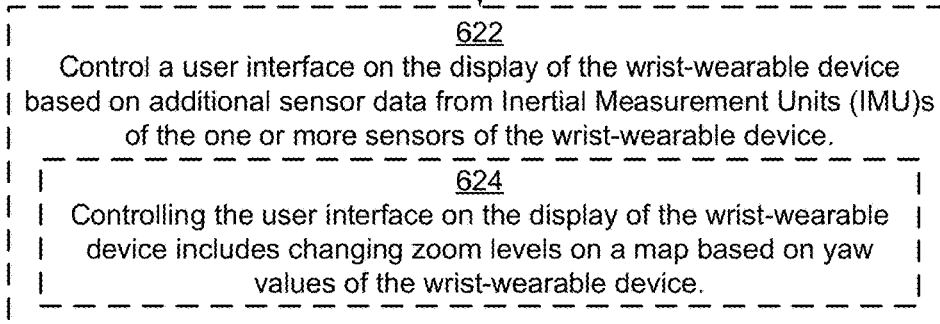 622
Control a user interface on the display of the wrist-wearable device
based on additional sensor data from Inertial Measurement Units (IMU)s
of the one or more sensors of the wrist-wearable device.
624
Controlling the user interface on the display of the wrist-wearable
device includes changing zoom levels on a map based on yaw
values of the wrist-wearable device.